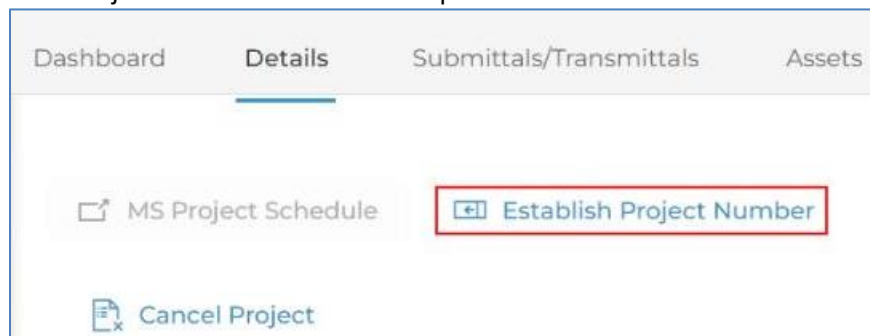 Dashboard Details Submittals/Transmittals Assets
MS Project Schedule Establish Project Number
Cancel Project